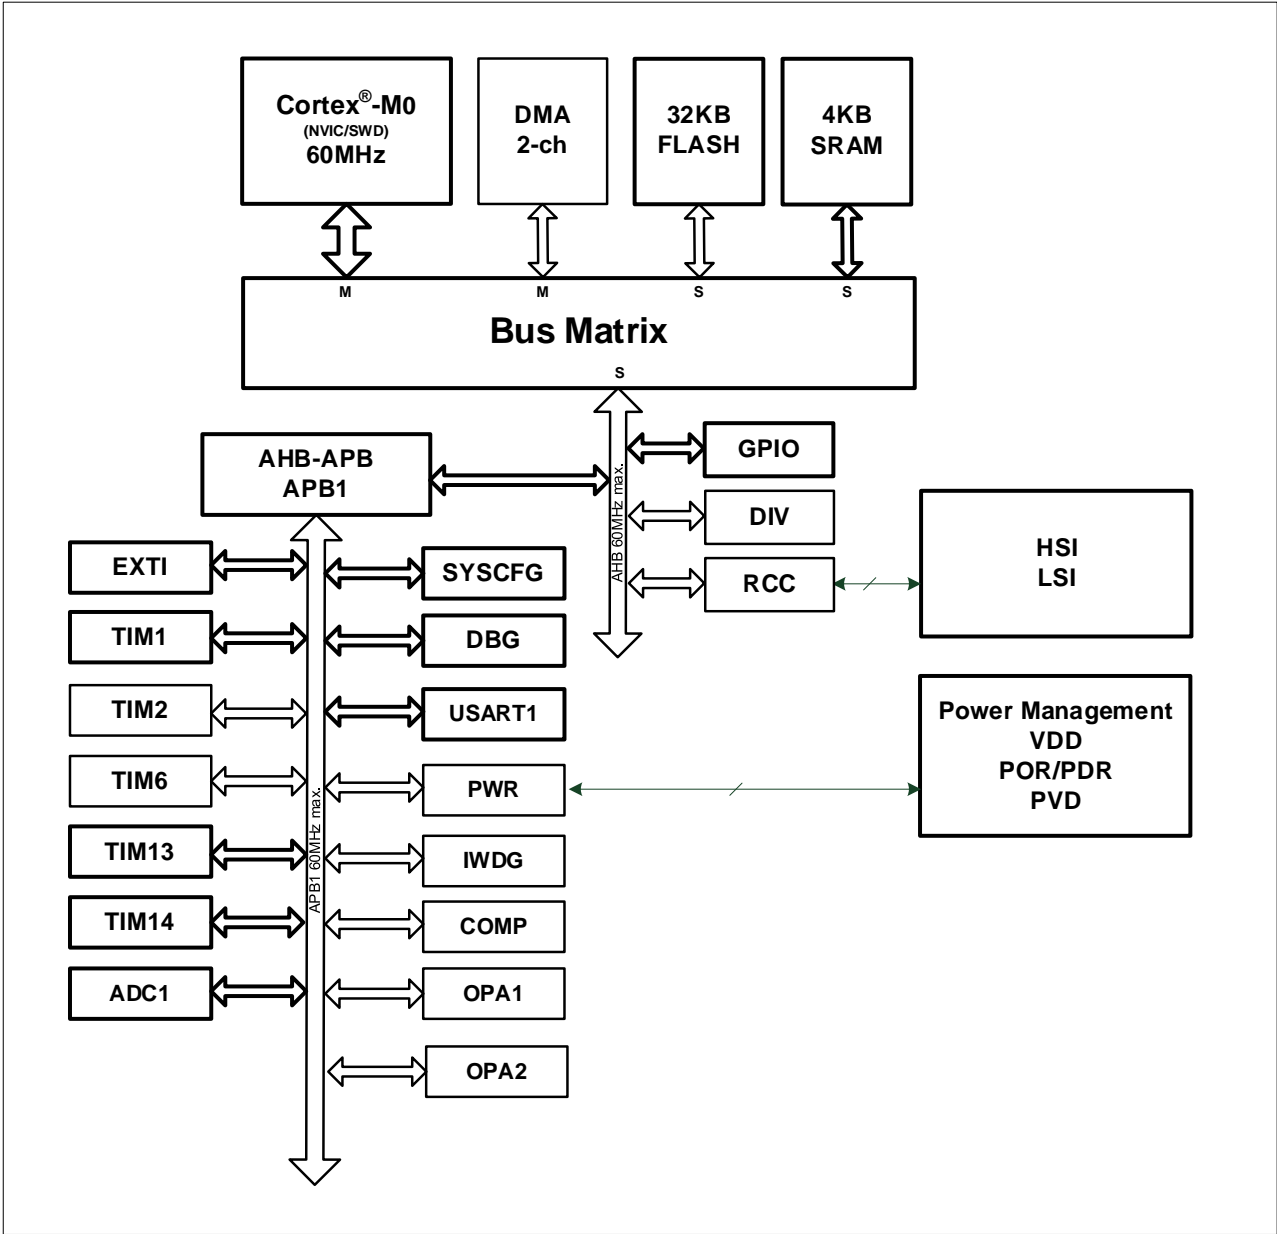 Cortex®-M0
(NVIC/SWD)
60MHz
DMA
2-ch
32KB
FLASH
4KB
SRAM
M
M
S
S
Bus Matrix
S
AHB-APB
APB1
AHB 60MHz max.
GPIO
DIV
RCC
HSI
LSI
APB1 60MHz max.
EXTI
SYSCFG
TIM1
DBG
TIM2
USART1
TIM6
PWR
Power Management
VDD
POR/PDR
PVD
TIM13
IWDG
TIM14
COMP
ADC1
OPA1
OPA2